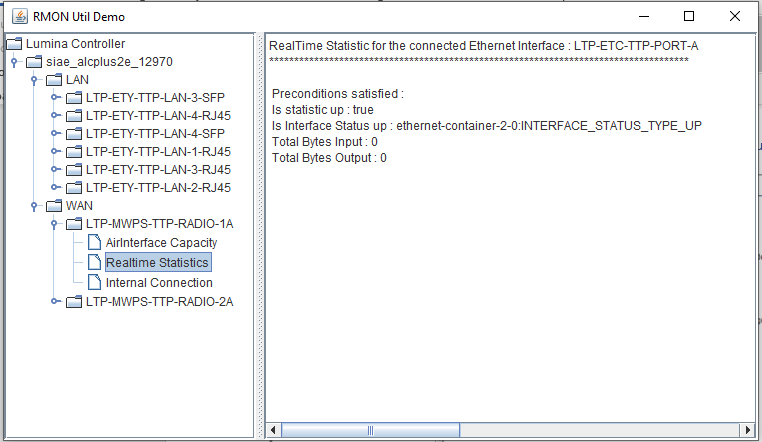 RMON Util Demo
Lumina Controller
siae_alcplus2e_12970
LAN
LTP-ETY-TTP-LAN-3-SFP
LTP-ETY-TTP-LAN-4-RJ45
LTP-ETY-TTP-LAN-4-SFP
LTP-ETY-TTP-LAN-1-RJ45
LTP-ETY-TTP-LAN-3-RJ45
LTP-ETY-TTP-LAN-2-RJ45
WAN
LTP-MWPS-TTP-RADIO-1A
AirInterface Capacity
Realtime Statistics
Internal Connection
LTP-MWPS-TTP-RADIO-2A
RealTime Statistic for the connected Ethernet Interface : LTP-ETC-TTP-PORT-A
************************************************************************************
Preconditions satisfied :
Is statistic up : true
Is Interface Status up : ethernet-container-2-0:INTERFACE_STATUS_TYPE_UP
Total Bytes Input : 0
Total Bytes Output : 0